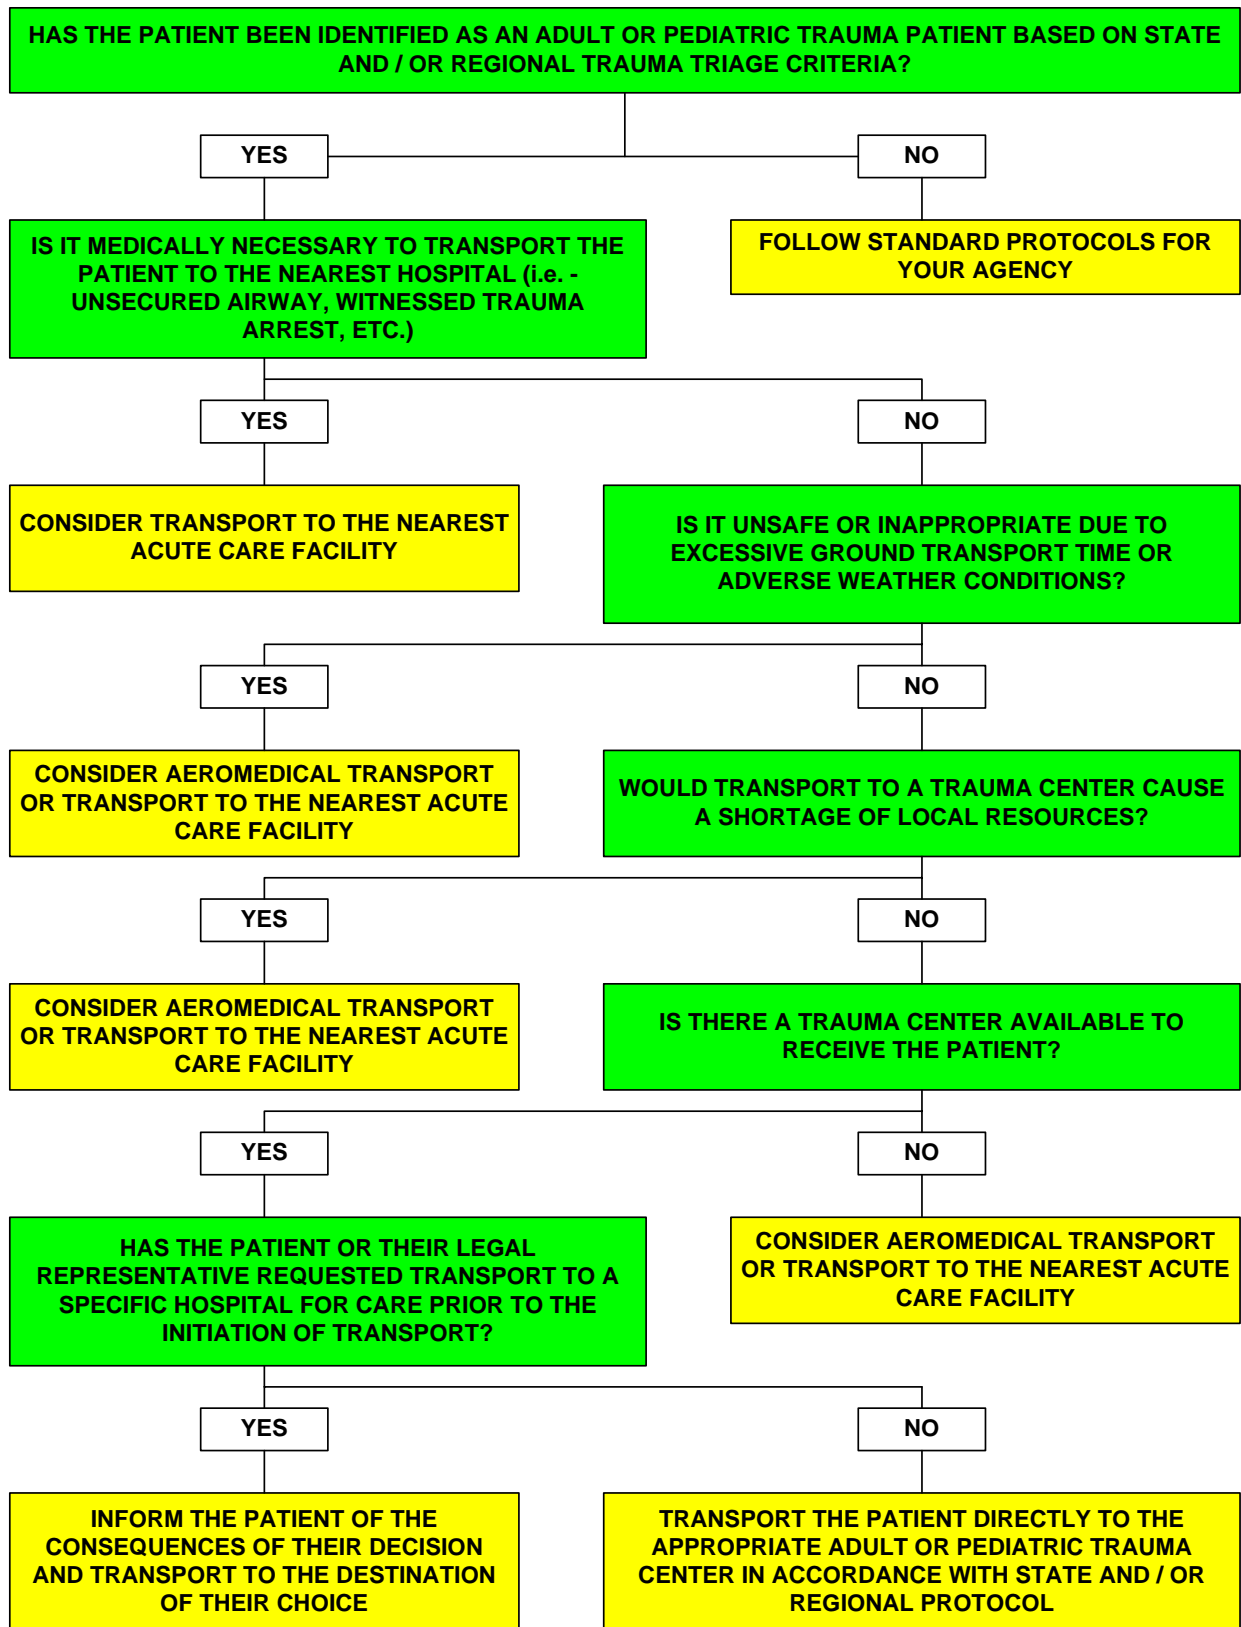 HAS THE PATIENT BEEN IDENTIFIED AS AN ADULT OR PEDIATRIC TRAUMA PATIENT BASED ON STATE
AND / OR REGIONAL TRAUMA TRIAGE CRITERIA?
YES
NO
IS IT MEDICALLY NECESSARY TO TRANSPORT THE
PATIENT TO THE NEAREST HOSPITAL (i.e. -
UNSECURED AIRWAY, WITNESSED TRAUMA
ARREST, ETC.)
FOLLOW STANDARD PROTOCOLS FOR
YOUR AGENCY
YES
NO
CONSIDER TRANSPORT TO THE NEAREST
ACUTE CARE FACILITY
IS IT UNSAFE OR INAPPROPRIATE DUE TO
EXCESSIVE GROUND TRANSPORT TIME OR
ADVERSE WEATHER CONDITIONS?
YES
NO
CONSIDER AEROMEDICAL TRANSPORT
OR TRANSPORT TO THE NEAREST ACUTE
CARE FACILITY
WOULD TRANSPORT TO A TRAUMA CENTER CAUSE
A SHORTAGE OF LOCAL RESOURCES?
YES
NO
CONSIDER AEROMEDICAL TRANSPORT
OR TRANSPORT TO THE NEAREST ACUTE
CARE FACILITY
IS THERE A TRAUMA CENTER AVAILABLE TO
RECEIVE THE PATIENT?
YES
NO
HAS THE PATIENT OR THEIR LEGAL
REPRESENTATIVE REQUESTED TRANSPORT TO A
SPECIFIC HOSPITAL FOR CARE PRIOR TO THE
INITIATION OF TRANSPORT?
CONSIDER AEROMEDICAL TRANSPORT
OR TRANSPORT TO THE NEAREST ACUTE
CARE FACILITY
YES
NO
INFORM THE PATIENT OF THE
CONSEQUENCES OF THEIR DECISION
AND TRANSPORT TO THE DESTINATION
OF THEIR CHOICE
TRANSPORT THE PATIENT DIRECTLY TO THE
APPROPRIATE ADULT OR PEDIATRIC TRAUMA
CENTER IN ACCORDANCE WITH STATE AND / OR
REGIONAL PROTOCOL